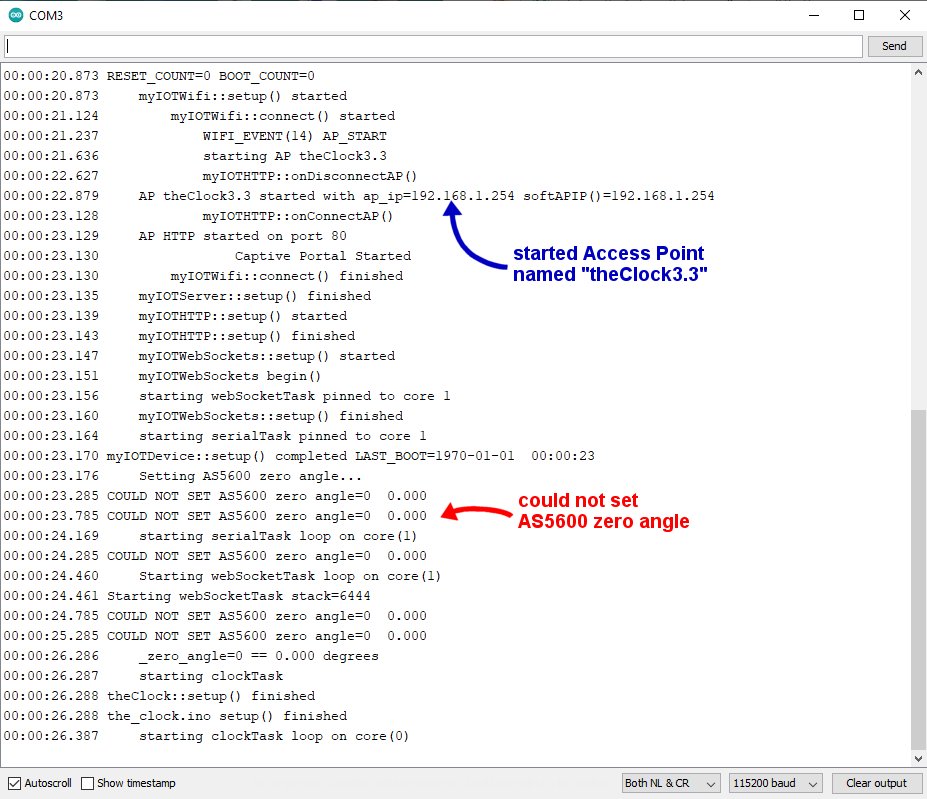 COM3
Send
00:00:20.873 RESET_COUNT=0 BOOT_COUNT=0
00:00:20.873     myIOTWifi::setup() started
00:00:21.124         myIOTWifi::connect() started
00:00:21.237             WIFI_EVENT(14) AP_START
00:00:21.636             starting AP theClock3.3
00:00:22.627             myIOTHTTP::onDisconnectAP()
00:00:22.879     AP theClock3.3 started with ap_ip=192.168.1.254 softAPIP()=192.168.1.254
00:00:23.128             myIOTHTTP::onConnectAP()
00:00:23.129     AP HTTP started on port 80
00:00:23.130                 Captive Portal Started
00:00:23.130         myIOTWifi::connect() finished
started Access Point
named "theClock3.3"
00:00:23.135     myIOTServer::setup() finished
00:00:23.139     myIOTHTTP::setup() started
00:00:23.143     myIOTHTTP::setup() finished
00:00:23.147     myIOTWebSockets::setup() started
00:00:23.151     myIOTWebSockets begin()
00:00:23.156     starting webSocketTask pinned to core 1
00:00:23.160     myIOTWebSockets::setup() finished
00:00:23.164     starting serialTask pinned to core 1
00:00:23.170 myIOTDevice::setup() completed LAST_BOOT=1970-01-01  00:00:23
00:00:23.176     Setting AS5600 zero angle...
00:00:23.285 COULD NOT SET AS5600 zero angle=0  0.000
00:00:23.785 COULD NOT SET AS5600 zero angle=0  0.000
could not set
AS5600 zero angle
00:00:24.169     starting serialTask loop on core(1)
00:00:24.285 COULD NOT SET AS5600 zero angle=0  0.000
00:00:24.460     Starting webSocketTask loop on core(1)
00:00:24.461 Starting webSocketTask stack=6444
00:00:24.785 COULD NOT SET AS5600 zero angle=0  0.000
00:00:25.285 COULD NOT SET AS5600 zero angle=0  0.000
00:00:26.286     _zero_angle=0 == 0.000 degrees
00:00:26.287     starting clockTask
00:00:26.288 theClock::setup() finished
00:00:26.288 the_clock.ino setup() finished
00:00:26.387     starting clockTask loop on core(0)
Autoscroll
Show timestamp
Both NL & CR
115200 baud
Clear output